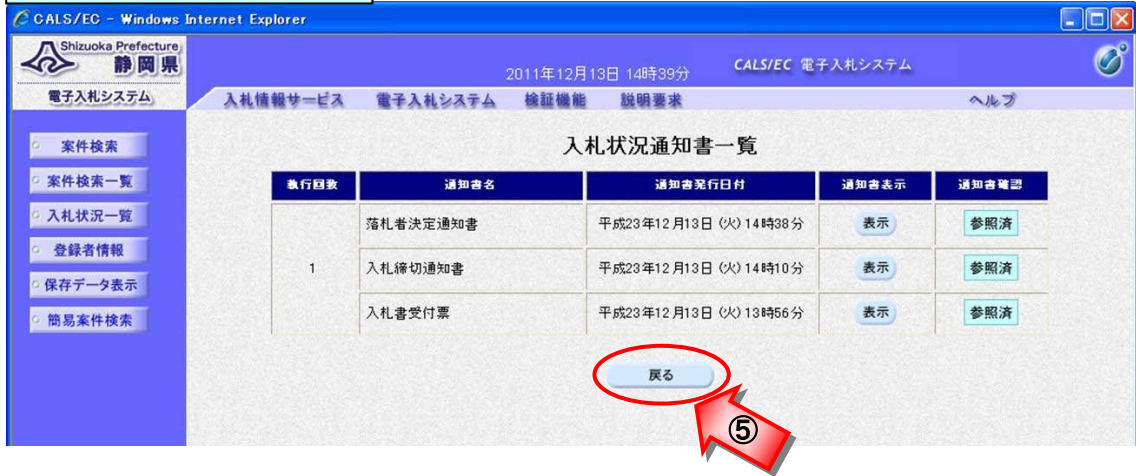 CALS/EC - Windows Internet Explorer
Shizuoka Prefecture
静岡県
電子入札システム
2011年12月13日 14時39分
CALS/EC 電子入札システム
入札情報サービス 電子入札システム 検証機能 説明要求 ヘルプ
案件検索
案件検索一覧
入札状況一覧
登録者情報
保存データ表示
簡易案件検索
入札状況通知書一覧
執行回数 通知書名 通知書発行日付 通知書表示 通知書確認
落札者決定通知書 平成23年12月13日 (火) 14時38分 表示 参照済
1 入札締切通知書 平成23年12月13日 (火) 14時10分 表示 参照済
入札書受付票 平成23年12月13日 (火) 13時56分 表示 参照済
戻る
⑤